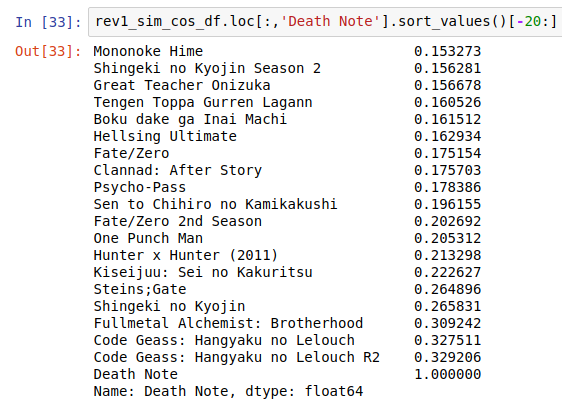 In [33]: rev1_sim_cos_df.loc[:,'Death Note'].sort_values()[-20:]
Out[33]: Mononoke Hime 0.153273
Shingeki no Kyojin Season 2 0.156281
Great Teacher Onizuka 0.156678
Tengen Toppa Gurren Lagann 0.160526
Boku dake ga Inai Machi 0.161512
Hellsing Ultimate 0.162934
Fate/Zero 0.175154
Clannad: After Story 0.175703
Psycho-Pass 0.178386
Sen to Chihiro no Kamikakushi 0.196155
Fate/Zero 2nd Season 0.202692
One Punch Man 0.205312
Hunter x Hunter (2011) 0.213298
Kiseijuu: Sei no Kakuritsu 0.222627
Steins;Gate 0.264896
Shingeki no Kyojin 0.265831
Fullmetal Alchemist: Brotherhood 0.309242
Code Geass: Hangyaku no Lelouch 0.327511
Code Geass: Hangyaku no Lelouch R2 0.329206
Death Note 1.000000
Name: Death Note, dtype: float64